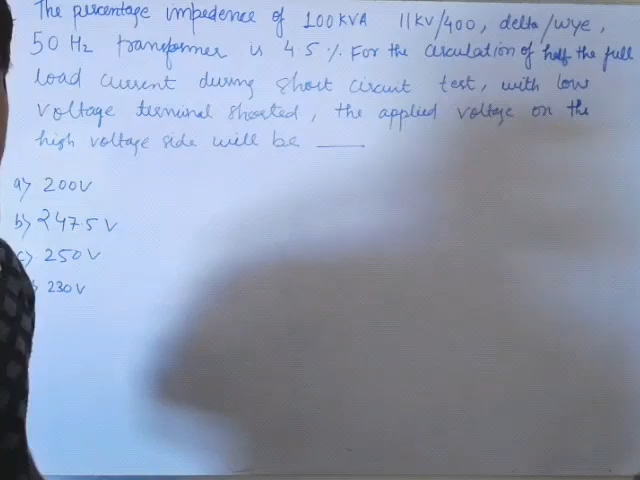 The percentage impedence of 100KVA 11KV/400, delta/wye,
50 Hz transformer is 4.5%. For the circulation of half the full
load current during short circuit test, with low
voltage terminal shorted, the applied voltage on the
high voltage side will be ____
a) 200V
b) 247.5 V
c) 250V
230V